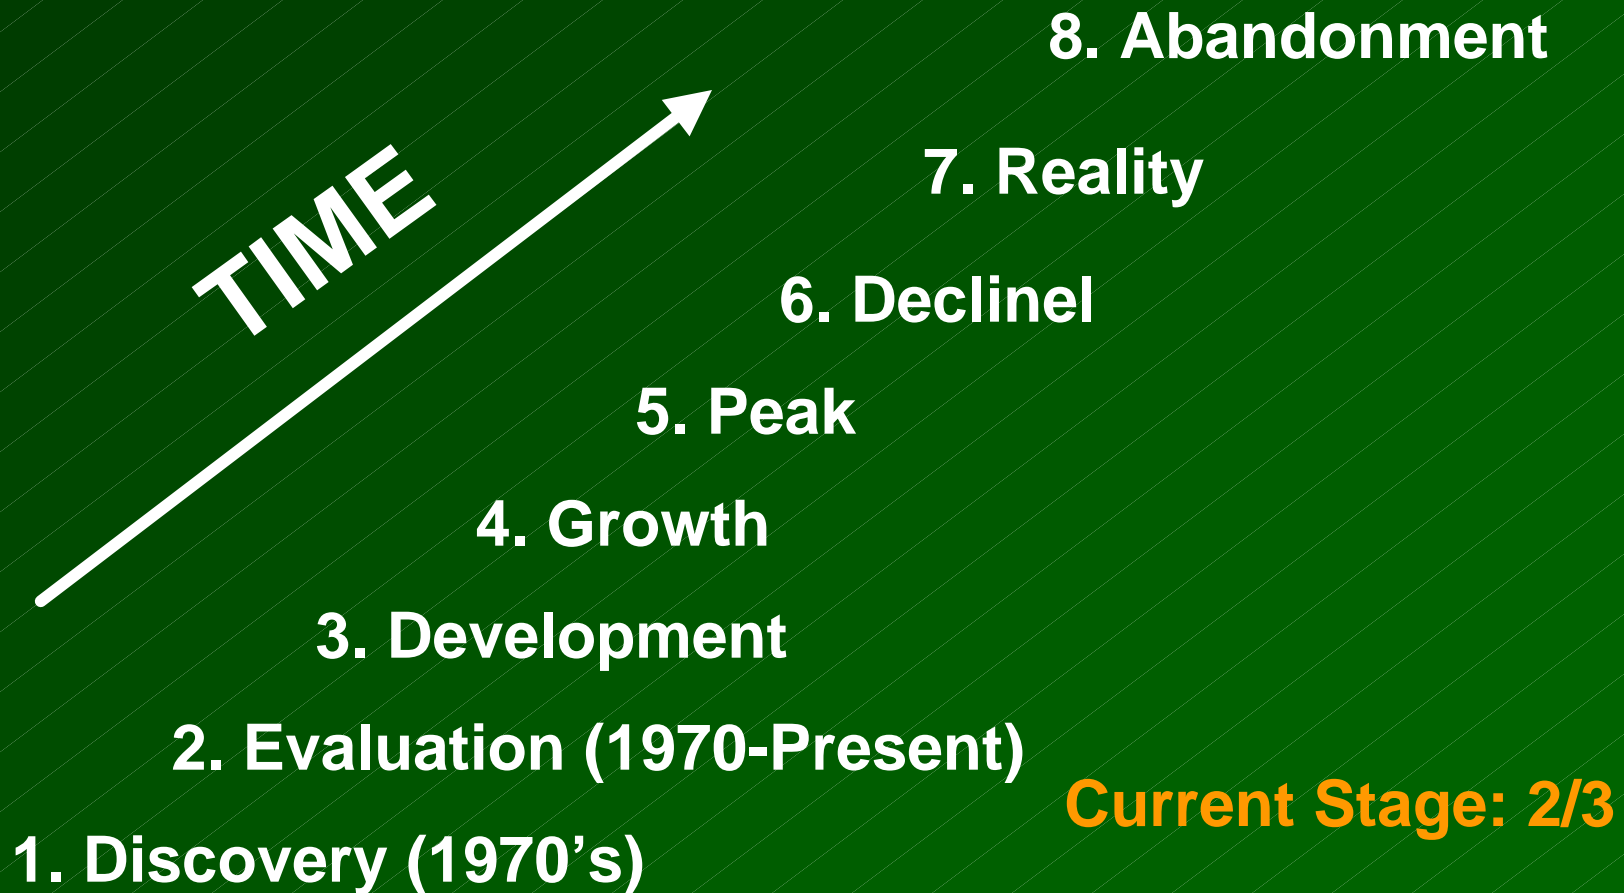 8. Abandonment
TIME
7. Reality
6. Declinel
5. Peak
4. Growth
3. Development
2. Evaluation (1970-Present)
Current Stage: 2/3
1. Discovery (1970’s)